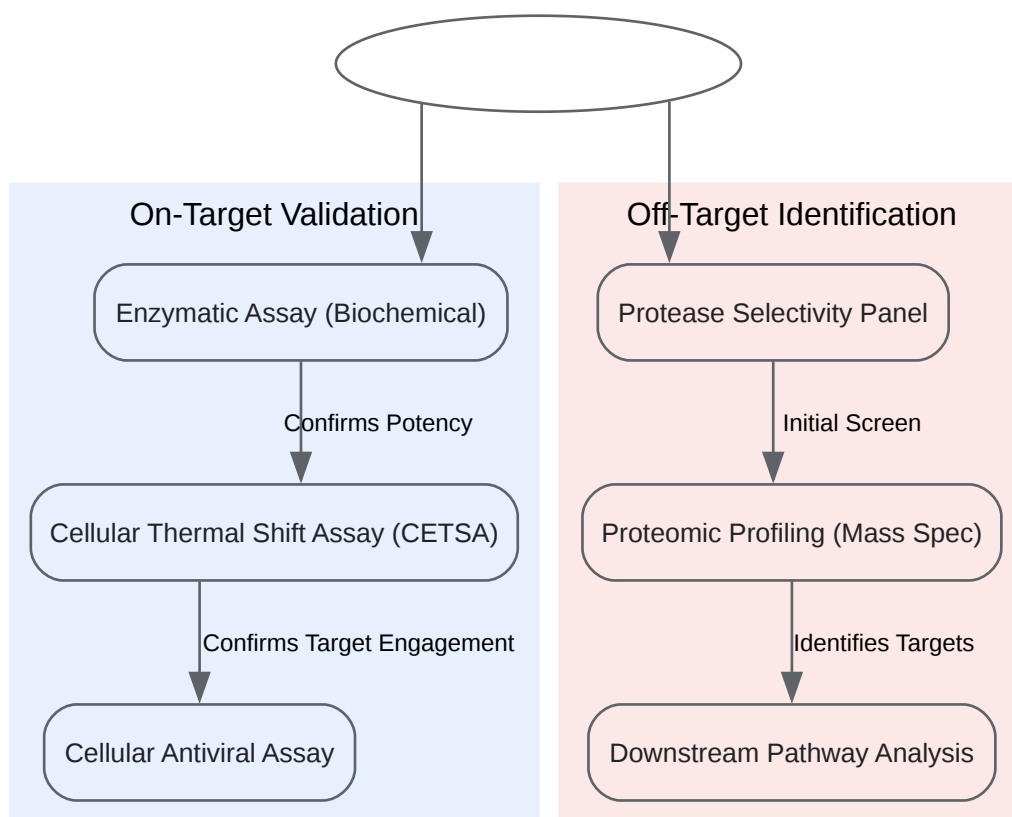 On-Target Validation
Enzymatic Assay (Biochemical)
Confirms Potency
Cellular Thermal Shift Assay (CETSA)
Confirms Target Engagement
Cellular Antiviral Assay
Off-Target Identification
Protease Selectivity Panel
Initial Screen
Proteomic Profiling (Mass Spec)
Identifies Targets
Downstream Pathway Analysis